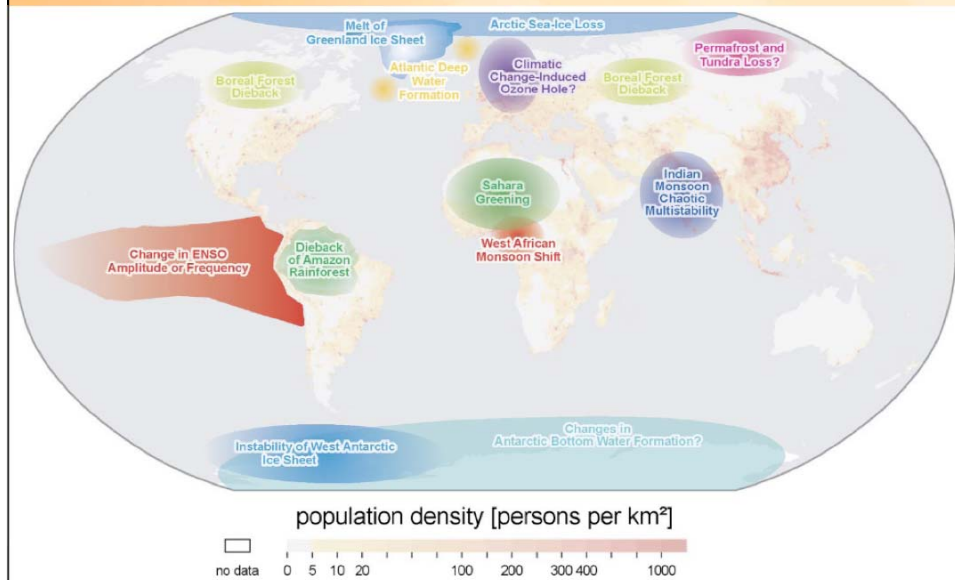 Melt of
Greenland Ice Sheet
Arctic Sea-Ice Loss
Atlantic Deep
Water
Formation
Climatic
Change-Induced
Ozone Hole?
Permafrost and
Tundra Loss?
Boreal Forest
Dieback
Boreal Forest
Dieback
Sahara
Greening
Indian
Monsoon
Chaotic
Multistability
West African
Monsoon Shift
Change in ENSO
Amplitude or Frequency
Dieback
of Amazon
Rainforest
Instability of West Antarctic
Ice Sheet
Changes in
Antarctic Bottom Water Formation?
population density [persons per km²]
no data 0 5 10 20 100 200 300 400 1000